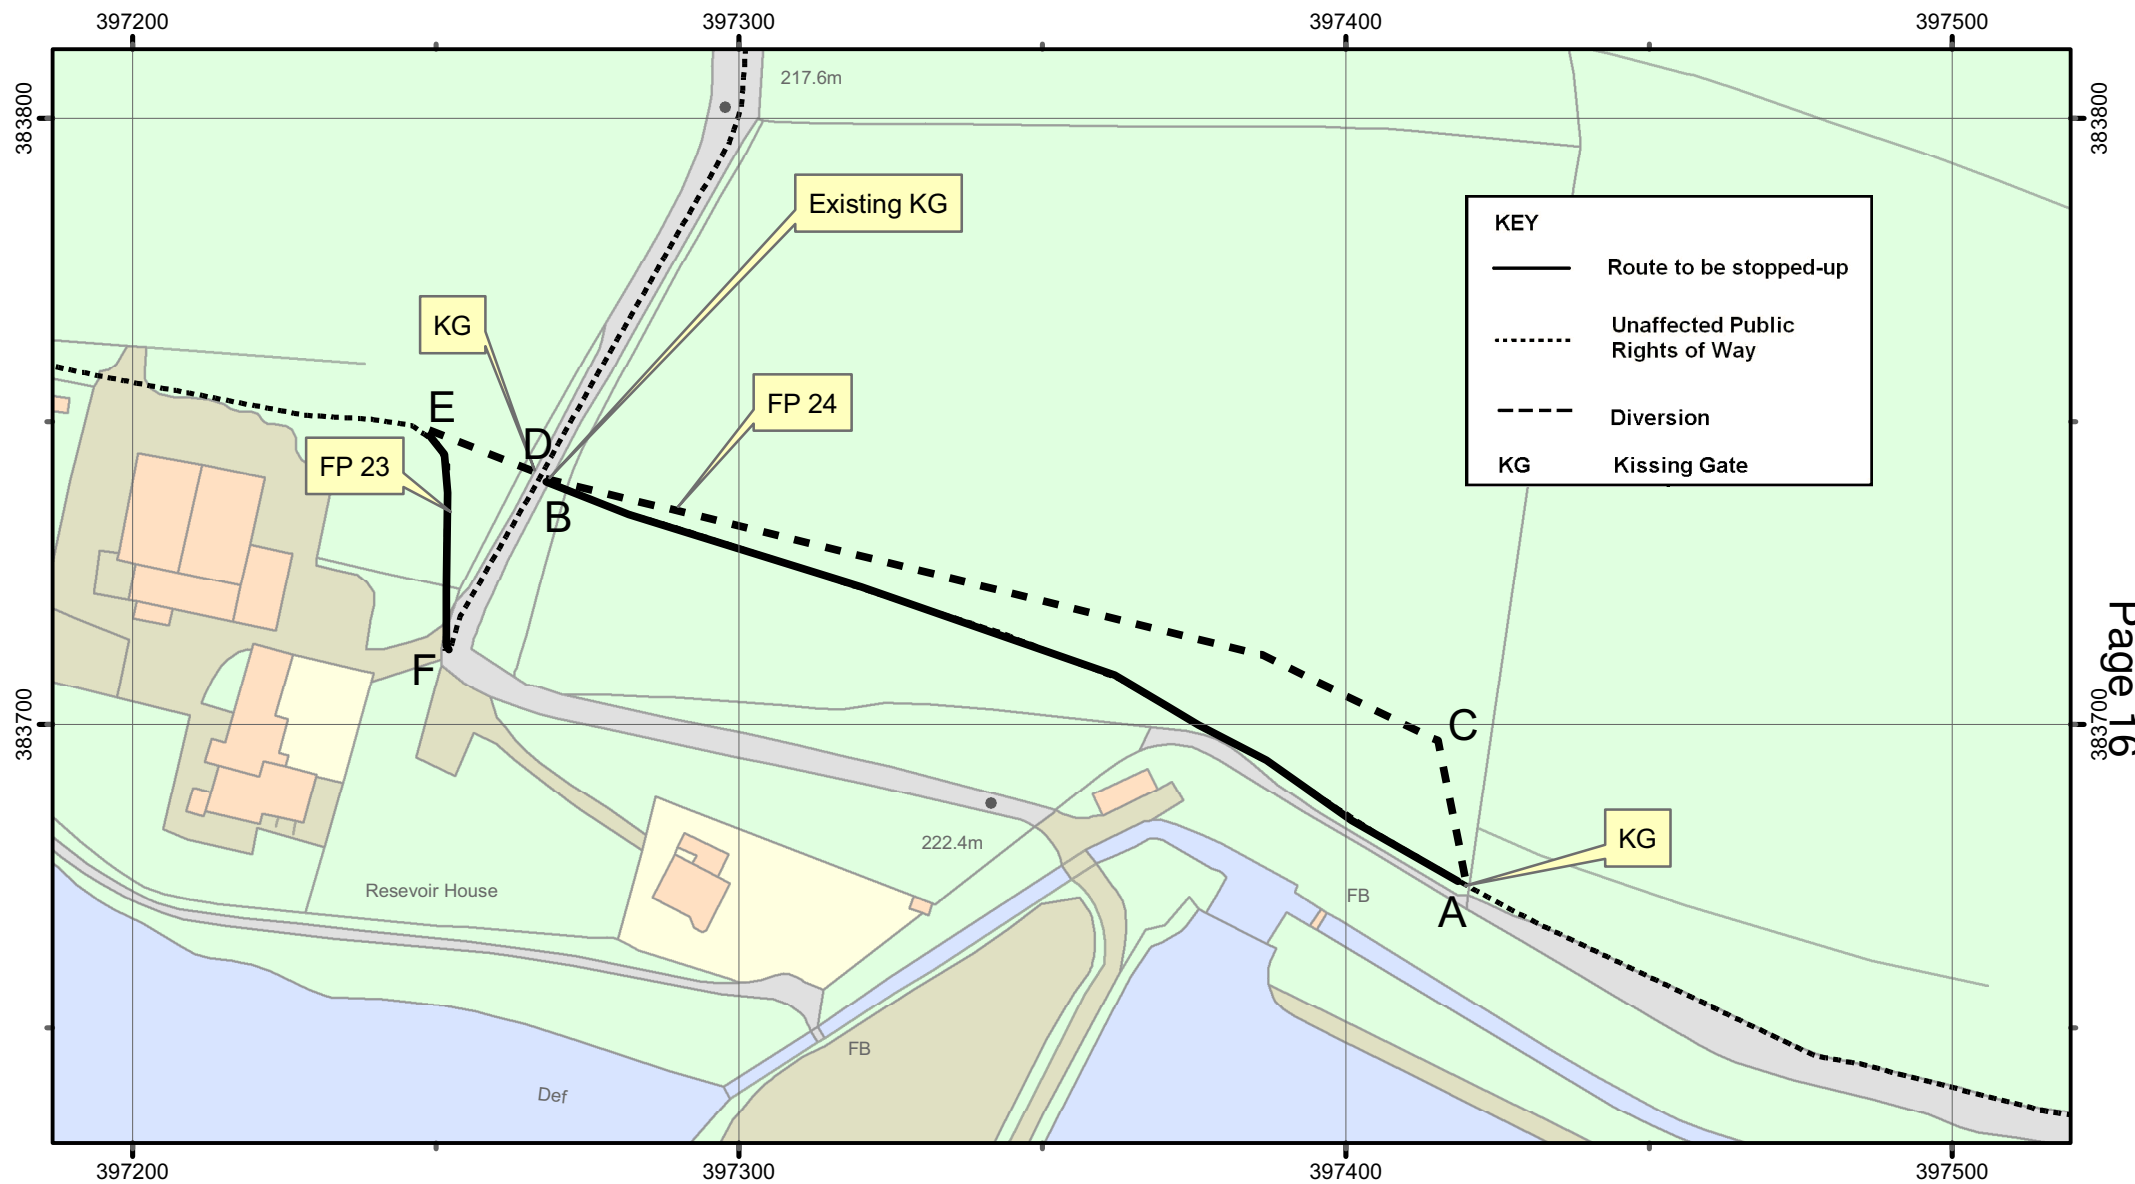 397200
397300
397400
397500
383800
383800
217.6m
Existing KG
KEY
Route to be stopped-up
Unaffected Public
Rights of Way
Diversion
KG
Kissing Gate
KG
FP 24
E
D
FP 23
B
F
C
383700
383700
Page 16
KG
222.4m
A
FB
Resevoir House
FB
Def
397200
397300
397400
397500